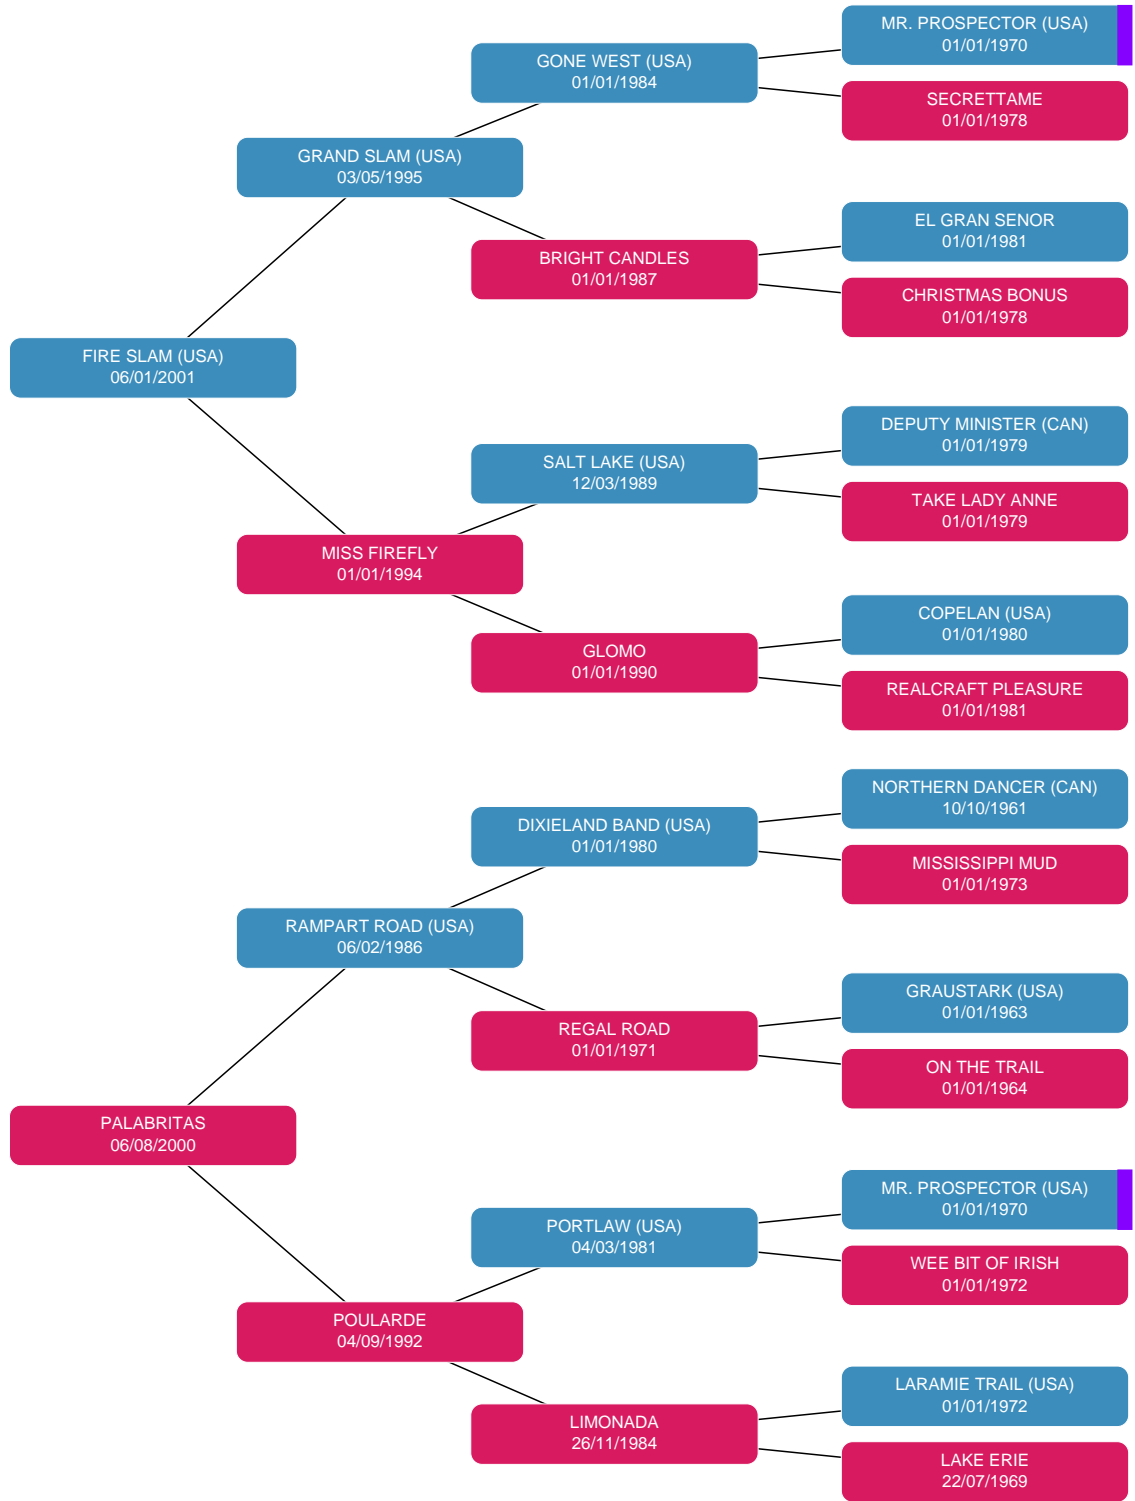 MR. PROSPECTOR (USA)
01/01/1970
GONE WEST (USA)
01/01/1984
SECRETTAME
01/01/1978
GRAND SLAM (USA)
03/05/1995
EL GRAN SENOR
01/01/1981
BRIGHT CANDLES
01/01/1987
CHRISTMAS BONUS
01/01/1978
FIRE SLAM (USA)
06/01/2001
DEPUTY MINISTER (CAN)
01/01/1979
SALT LAKE (USA)
12/03/1989
TAKE LADY ANNE
01/01/1979
MISS FIREFLY
01/01/1994
COPELAN (USA)
01/01/1980
GLOMO
01/01/1990
REALCRAFT PLEASURE
01/01/1981
NORTHERN DANCER (CAN)
10/10/1961
DIXIELAND BAND (USA)
01/01/1980
MISSISSIPPI MUD
01/01/1973
RAMPART ROAD (USA)
06/02/1986
GRAUSTARK (USA)
01/01/1963
REGAL ROAD
01/01/1971
ON THE TRAIL
01/01/1964
PALABRITAS
06/08/2000
MR. PROSPECTOR (USA)
01/01/1970
PORTLAW (USA)
04/03/1981
WEE BIT OF IRISH
01/01/1972
POULARDE
04/09/1992
LARAMIE TRAIL (USA)
01/01/1972
LIMONADA
26/11/1984
LAKE ERIE
22/07/1969